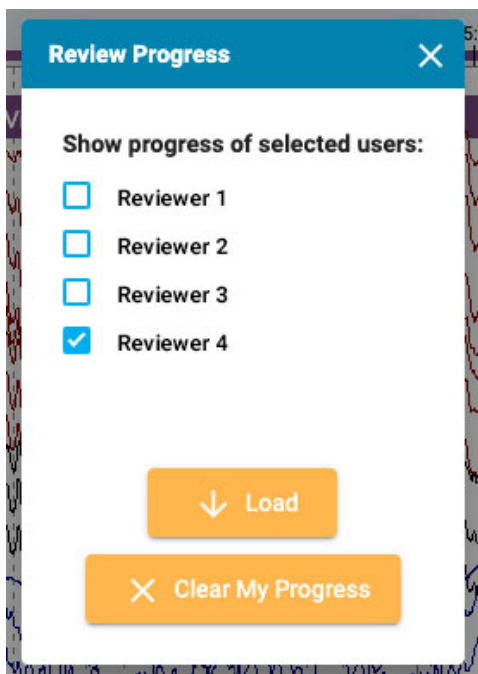 5:
Review Progress
V
Show progress of selected users:
Reviewer 1
Reviewer 2
Reviewer 3
Reviewer 4
Load
Clear My Progress